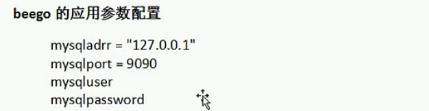 beego 的应用参数配置
mysqladrr = "127.0.0.1"
mysqlport = 9090
mysqluser
mysqlpassword